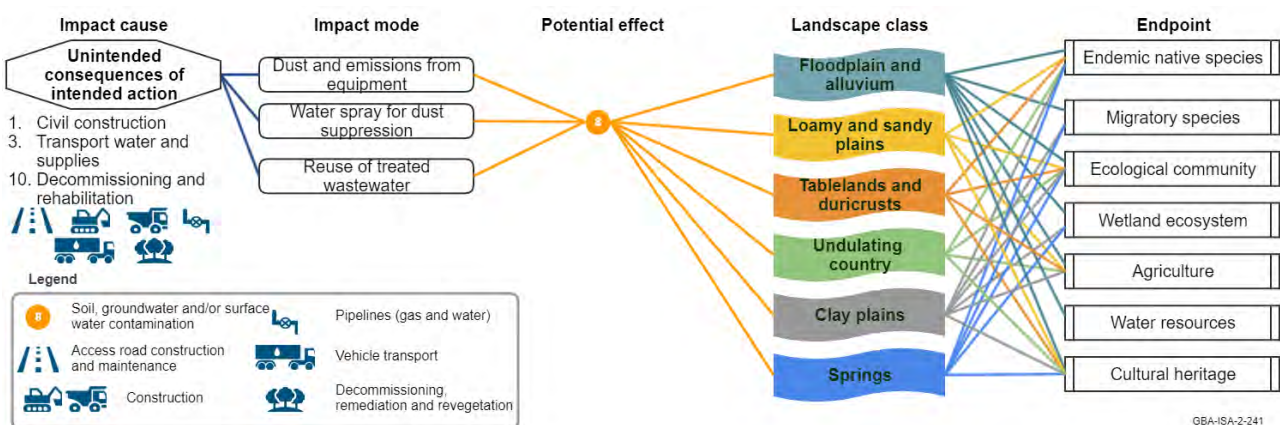 Impact cause
Impact mode
Potential effect
Landscape class
Endpoint
Unintended
consequences of
intended action
1. Civil construction
3. Transport water and
supplies
10. Decommissioning and
rehabilitation
Dust and emissions from
equipment
Water spray for dust
suppression
Reuse of treated
wastewater
8
Floodplain and
alluvium
Loamy and sandy
plains
Tablelands and
duricrusts
Undulating
country
Clay plains
Springs
Endemic native species
Migratory species
Ecological community
Wetland ecosystem
Agriculture
Water resources
Cultural heritage
Legend
8
Soil, groundwater and/or surface
water contamination
Pipelines (gas and water)
Access road construction
and maintenance
Vehicle transport
Construction
Decommissioning,
remediation and revegetation
GBA-ISA-2-241